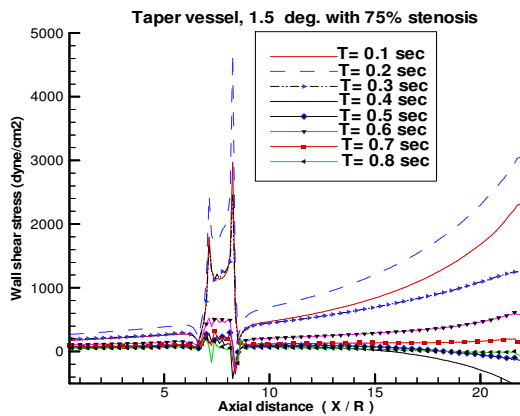 Taper vessel, 1.5 deg. with 75% stenosis
5000
4000
3000
2000
1000
0
Wall shear stress (dyne/cm2)
T= 0.1 sec
T= 0.2 sec
T= 0.3 sec
T= 0.4 sec
T= 0.5 sec
T= 0.6 sec
T= 0.7 sec
T= 0.8 sec
5
10
15
20
Axial distance ( X / R )